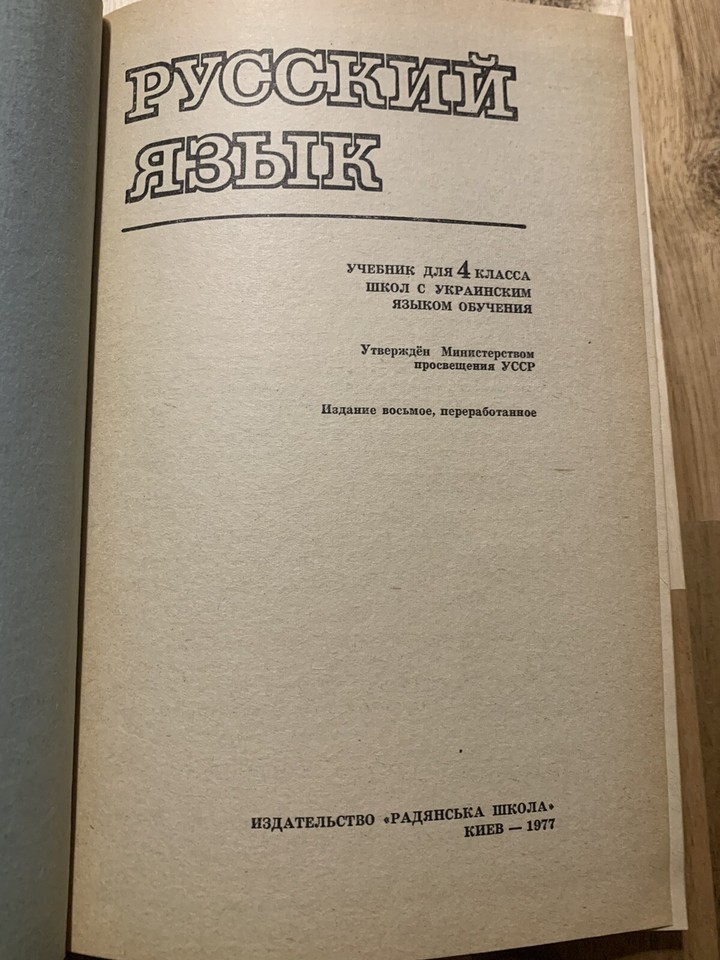 РУССКИЙ
ЯЗЫК
УЧЕБНИК ДЛЯ 4 КЛАССА
ШКОЛ С УКРАИНСКИМ
ЯЗЫКОМ ОБУЧЕНИЯ
Утверждён Министерством
просвещения УССР
Издание восьмое, переработанное
ИЗДАТЕЛЬСТВО «РАДЯНСЬКА ШКОЛА»
КИЕВ — 1977